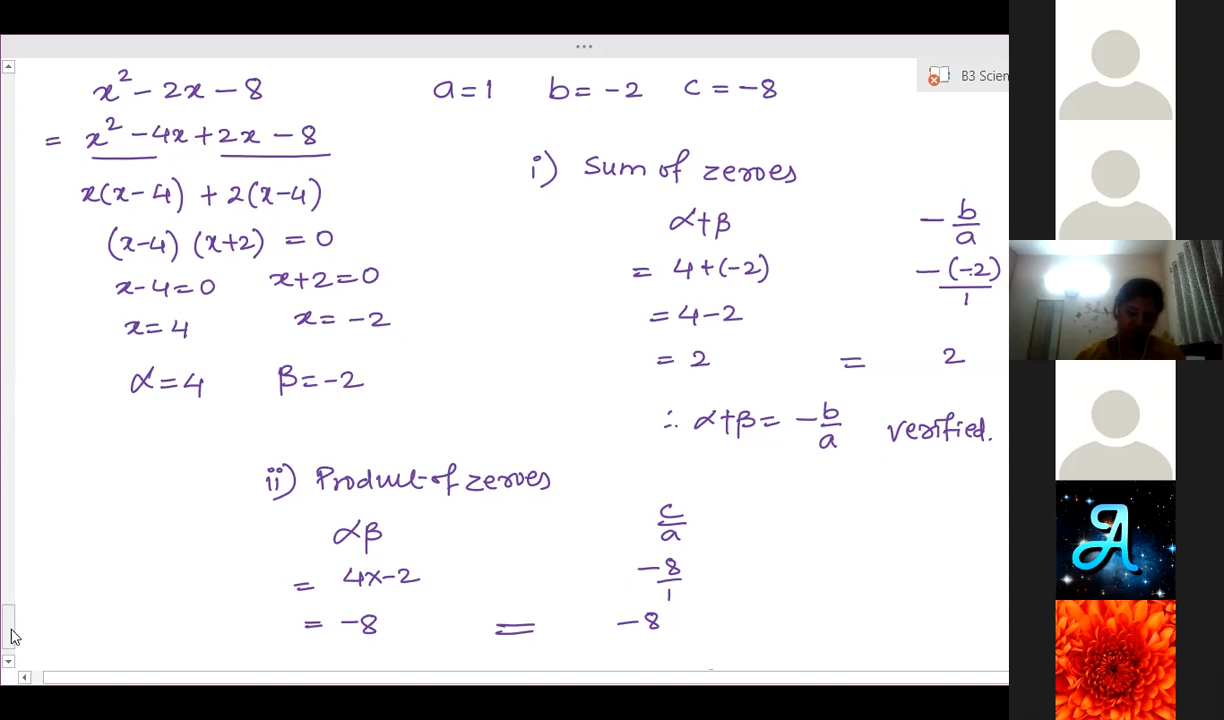 B3 Scien
x² - 2x - 8
a=1 b= -2 c = -8
= x² - 4x + 2x - 8
x(x-4) + 2(x-4)
(x-4) (x+2) = 0
x-4=0 x+2=0
x=4 x= -2
α=4 β=-2
i) Sum of zeroes
α+β -b/a
= 4+(-2) -(-2)/1
= 4-2
= 2 = 2
∴ α+β= -b/a verified.
ii) Product of zeroes
αβ c/a
= 4x-2 -8/1
= -8 = -8
A